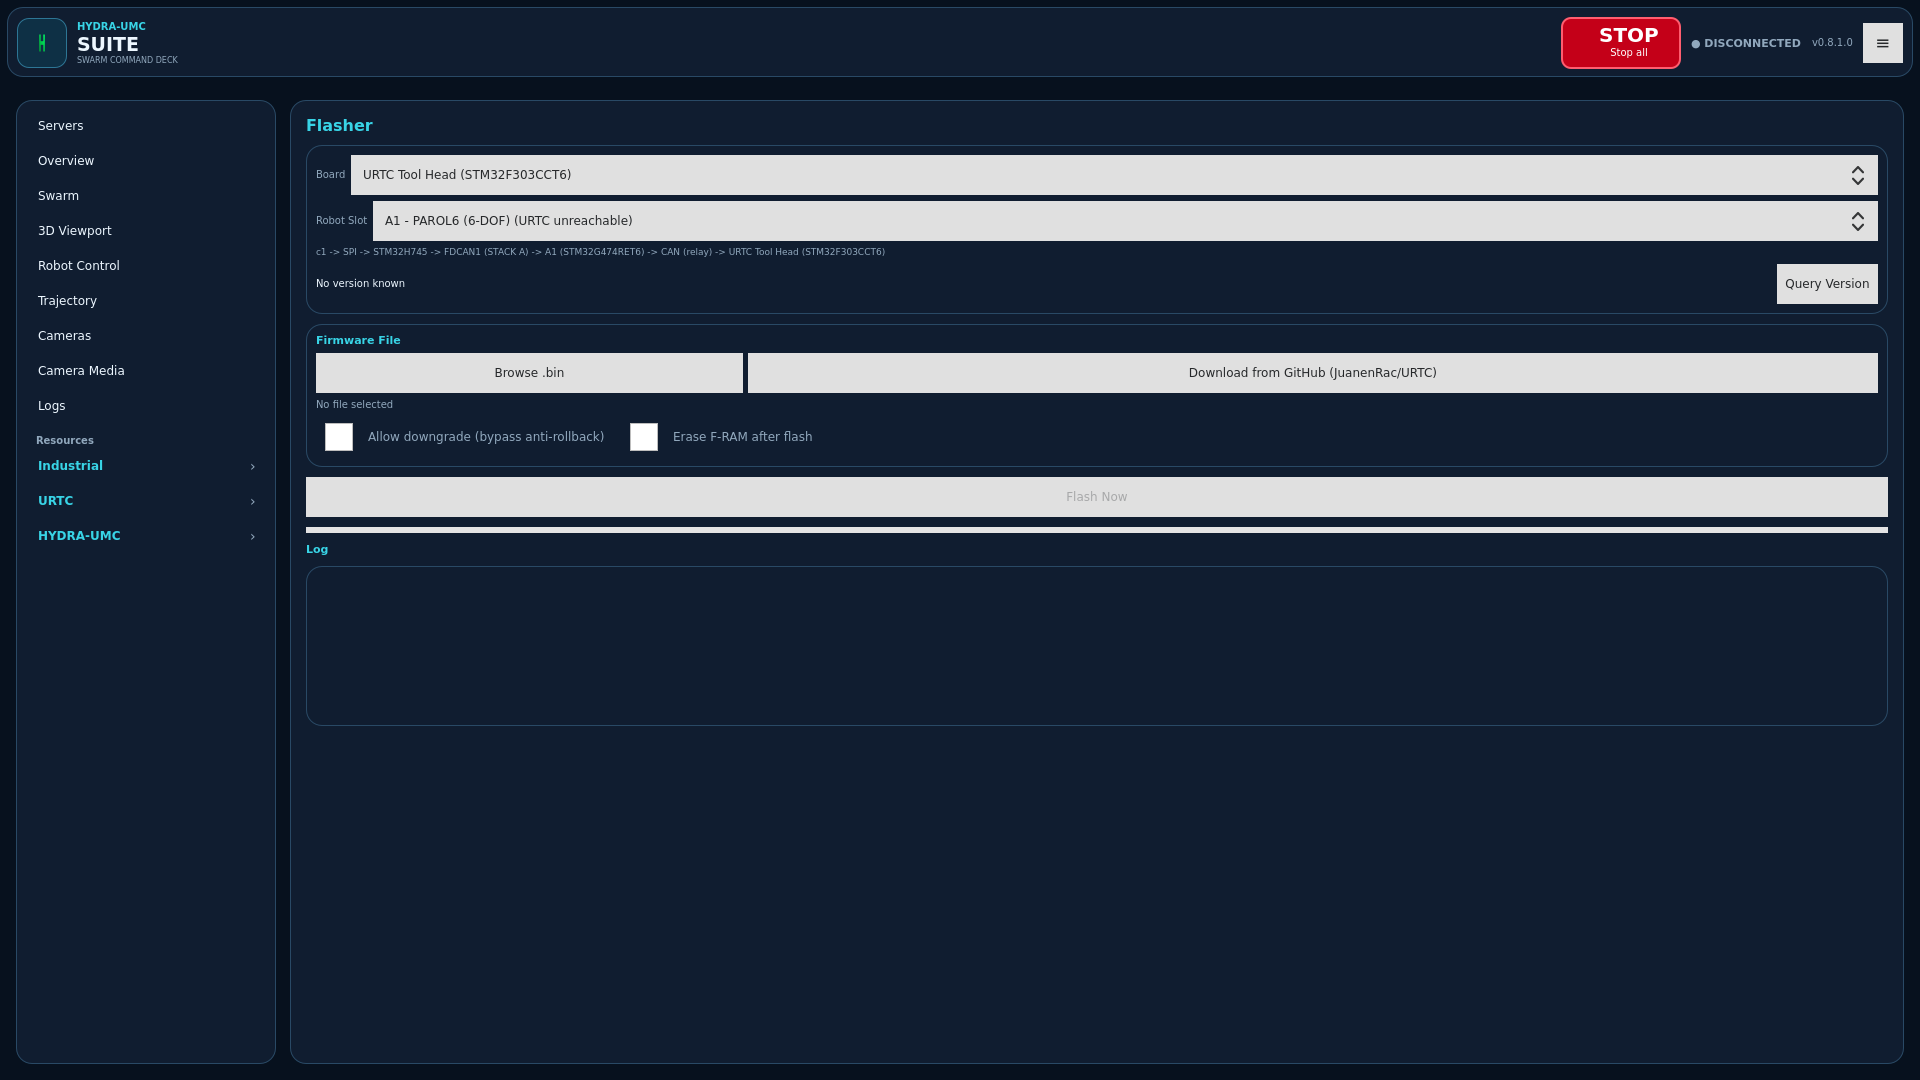 HYDRA-UMC
SUITE
SWARM COMMAND DECK
STOP
Stop all
● DISCONNECTED
v0.8.1.0
≡
Servers
Overview
Swarm
3D Viewport
Robot Control
Trajectory
Cameras
Camera Media
Logs
Resources
Industrial ›
URTC ›
HYDRA-UMC ›
Flasher
Board URTC Tool Head (STM32F303CCT6)
Robot Slot A1 - PAROL6 (6-DOF) (URTC unreachable)
c1 -> SPI -> STM32H745 -> FDCAN1 (STACK A) -> A1 (STM32G474RET6) -> CAN (relay) -> URTC Tool Head (STM32F303CCT6)
No version known
Query Version
Firmware File
Browse .bin
Download from GitHub (JuanenRac/URTC)
No file selected
Allow downgrade (bypass anti-rollback)
Erase F-RAM after flash
Flash Now
Log